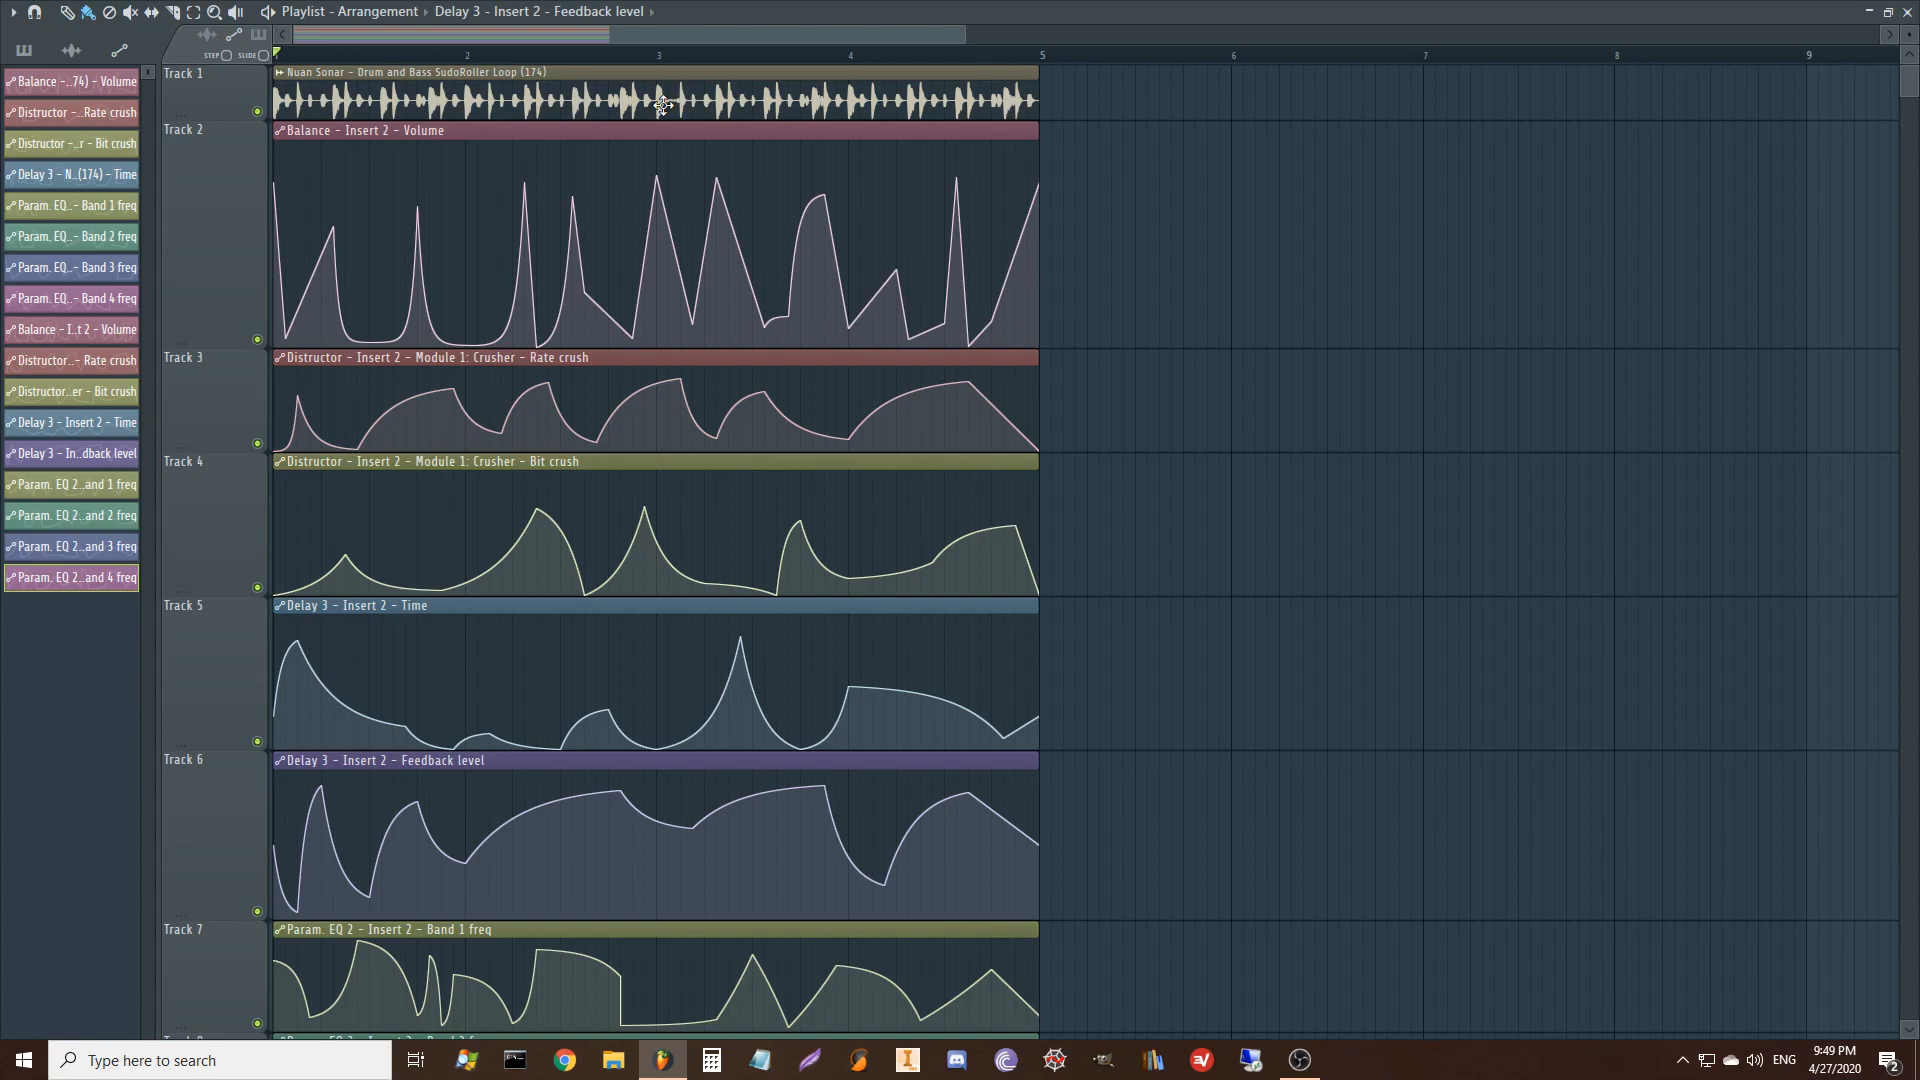 Playlist - Arrangement › Delay 3 - Insert 2 - Feedback level ›
STEP SLIDE
2 3 4 5 6 7 8 9
Balance -..74) - Volume
Distructor -..Rate crush
Distructor -..r - Bit crush
Delay 3 - N..(174) - Time
Param. EQ..- Band 1 freq
Param. EQ..- Band 2 freq
Param. EQ..- Band 3 freq
Param. EQ..- Band 4 freq
Balance - I..t 2 - Volume
Distructor..- Rate crush
Distructor..er - Bit crush
Delay 3 - Insert 2 - Time
Delay 3 - In..dback level
Param. EQ 2..and 1 freq
Param. EQ 2..and 2 freq
Param. EQ 2..and 3 freq
Param. EQ 2..and 4 freq
Track 1
Nuan Sonar - Drum and Bass SudoRoller Loop (174)
Track 2
Balance - Insert 2 - Volume
Track 3
Distructor - Insert 2 - Module 1: Crusher - Rate crush
Track 4
Distructor - Insert 2 - Module 1: Crusher - Bit crush
Track 5
Delay 3 - Insert 2 - Time
Track 6
Delay 3 - Insert 2 - Feedback level
Track 7
Param. EQ 2 - Insert 2 - Band 1 freq
Type here to search
ENG
9:49 PM
4/27/2020
2